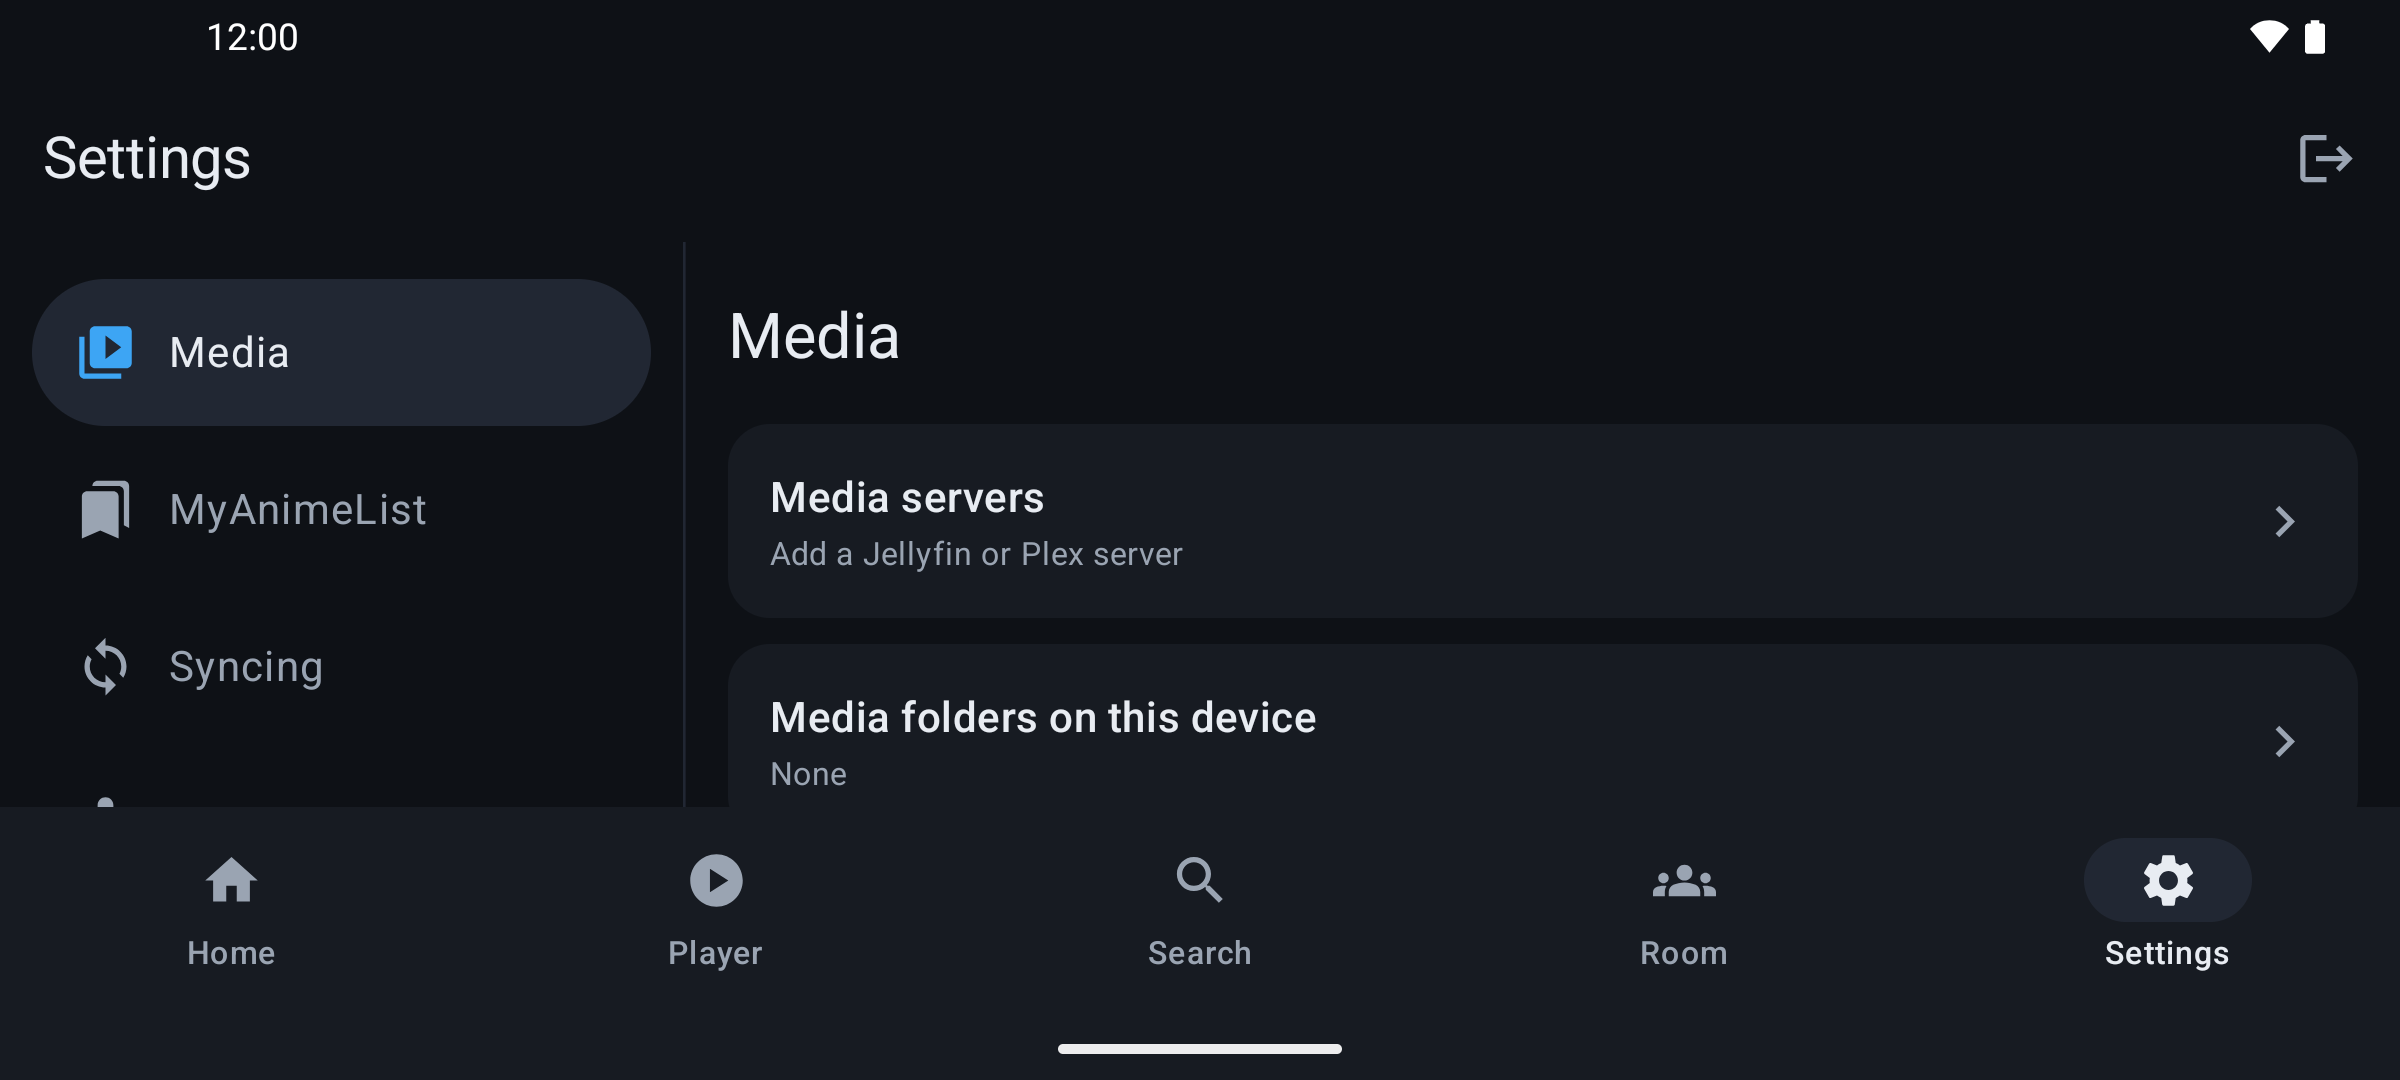 12:00
Settings
Media
MyAnimeList
Syncing
Media
Media servers
Add a Jellyfin or Plex server
Media folders on this device
None
Home
Player
Search
Room
Settings